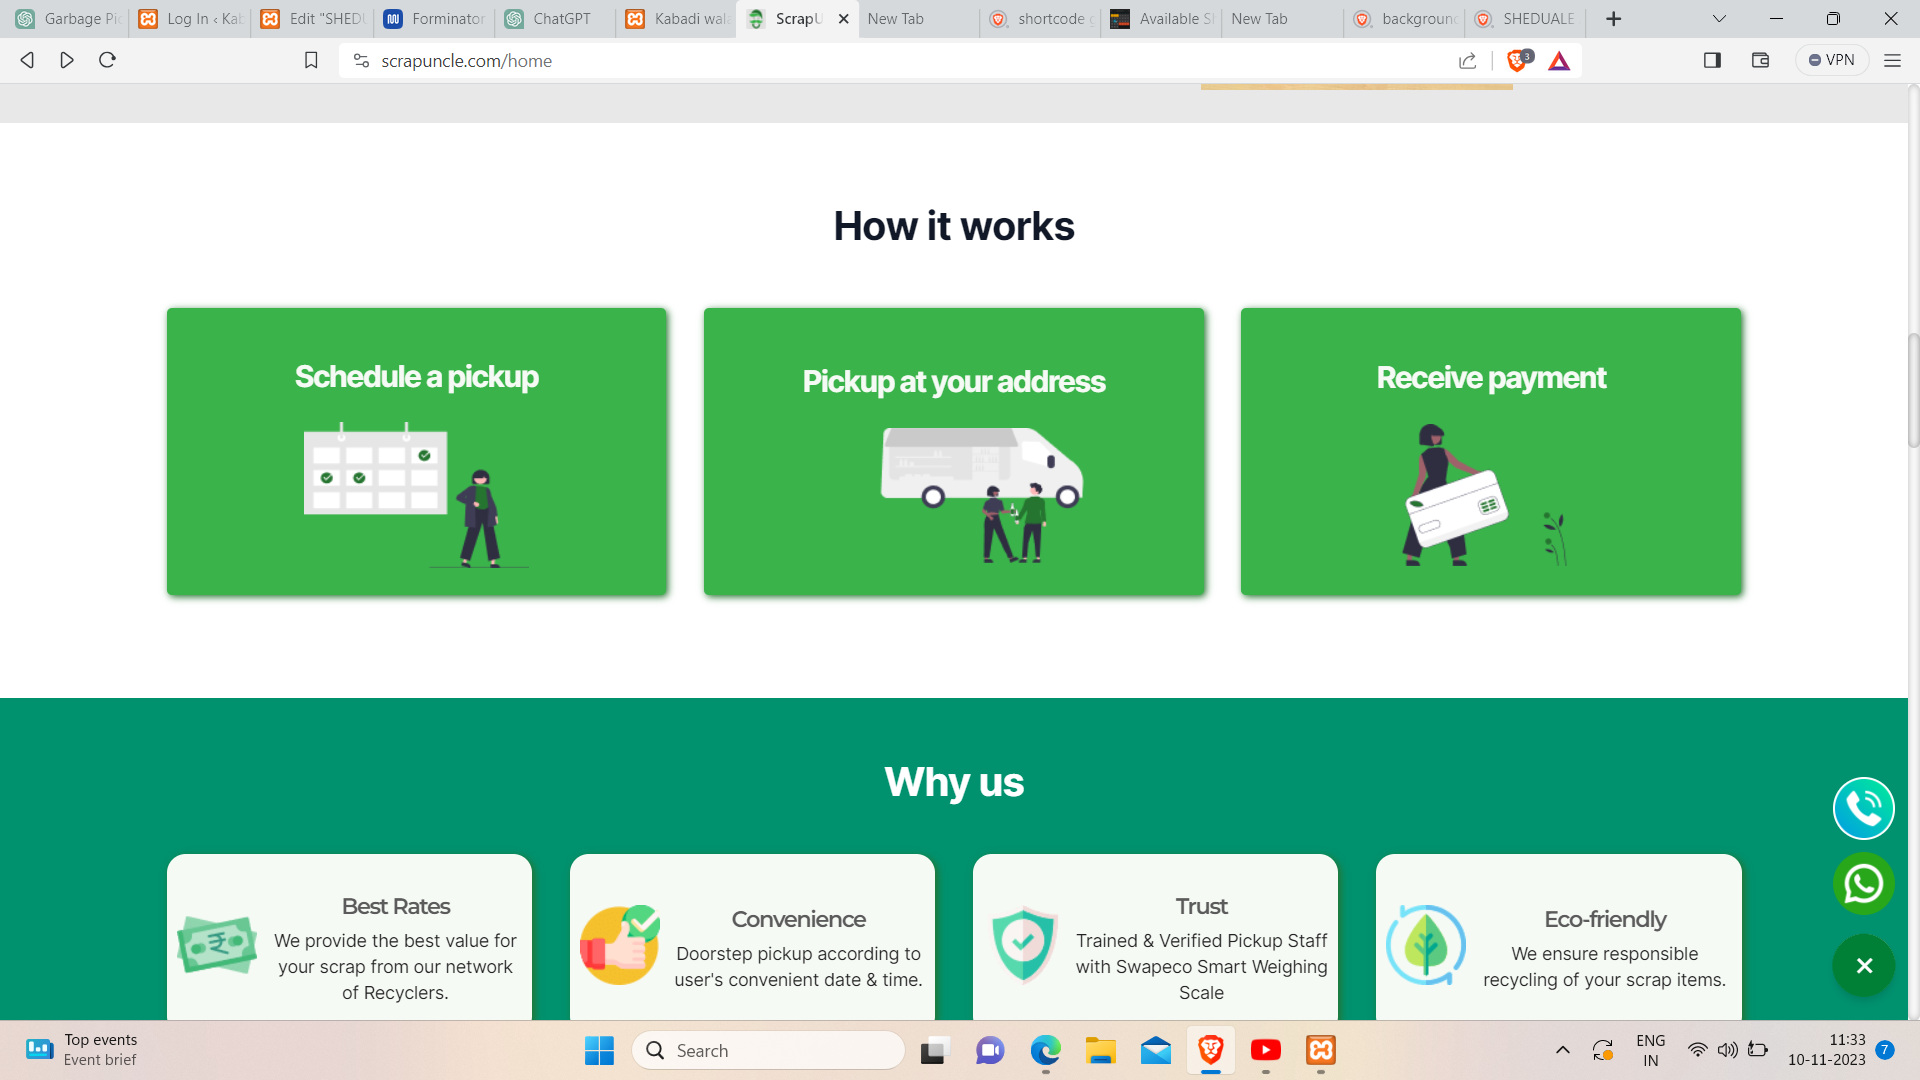 Garbage Pi
Log In ‹ Kab
Edit "SHEDU
Forminator
ChatGPT
Kabadi wala
ScrapU
New Tab
shortcode g
Available Sl
New Tab
background
SHEDUALE
scrapuncle.com/home
3
VPN
How it works
Schedule a pickup
Pickup at your address
Receive payment
Why us
Best Rates
We provide the best value for
your scrap from our network
of Recyclers.
Convenience
Doorstep pickup according to
user's convenient date & time.
Trust
Trained & Verified Pickup Staff
with Swapeco Smart Weighing
Scale
Eco-friendly
We ensure responsible
recycling of your scrap items.
Top events
Event brief
Search
ENG
IN
11:33
10-11-2023
7